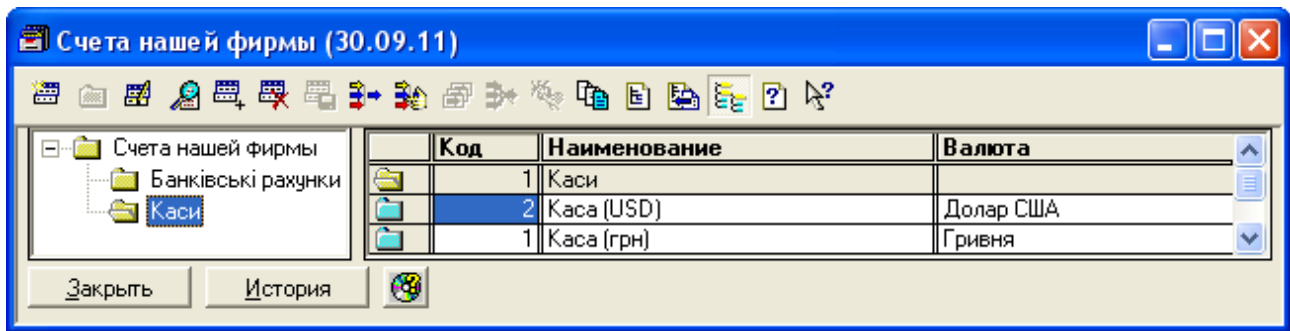 Счета нашей фирмы (30.09.11)
Счета нашей фирмы
Банківські рахунки
Каси
Код Наименование Валюта
1 Каси
2 Каса (USD) Долар США
1 Каса (грн) Гривня
Закрыть История